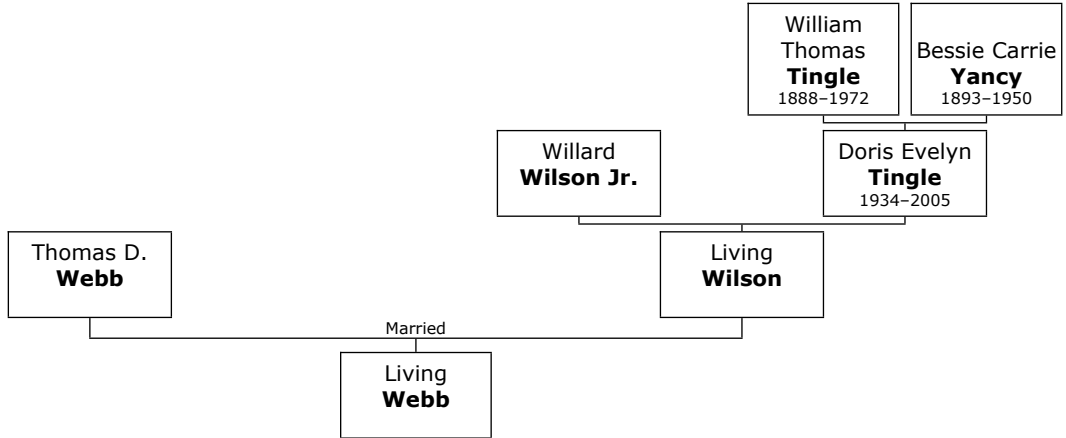 William
Thomas
Tingle
1888–1972
Bessie Carrie
Yancy
1893–1950
Willard
Wilson Jr.
Doris Evelyn
Tingle
1934–2005
Thomas D.
Webb
Living
Wilson
Married
Living
Webb